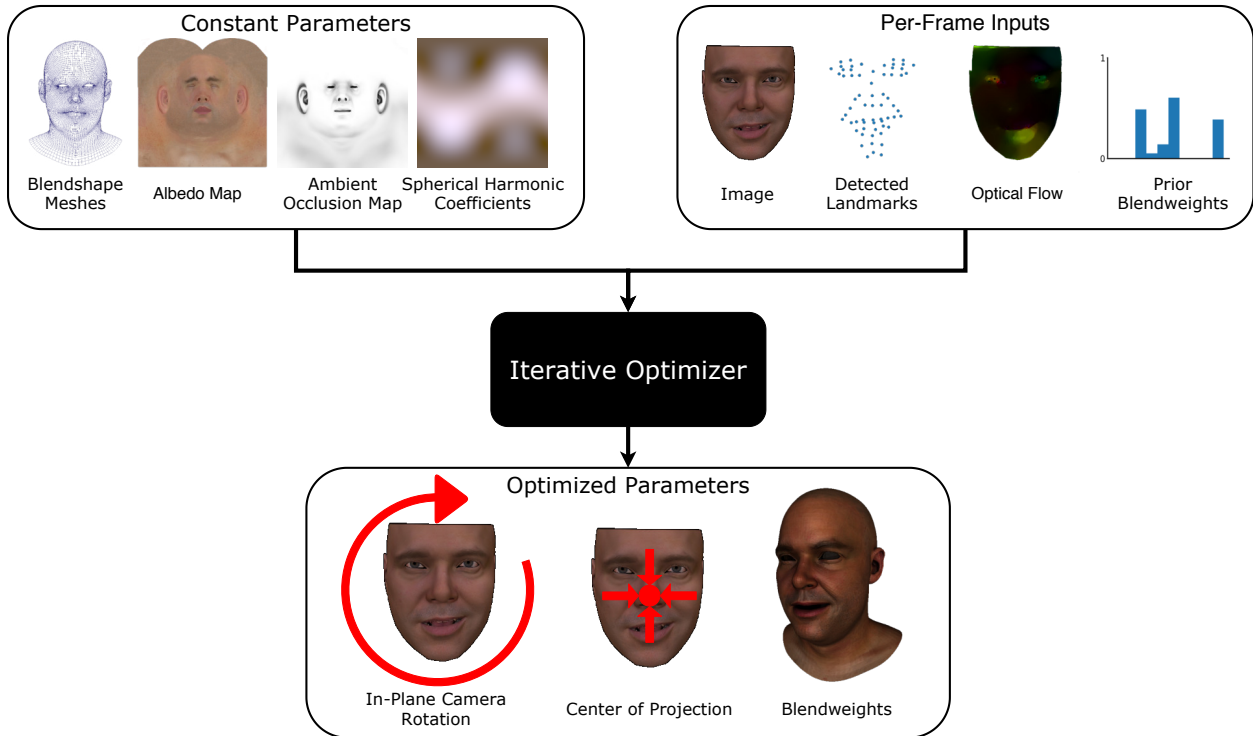 Constant Parameters
Blendshape
Meshes
Albedo Map
Ambient
Occlusion Map
Spherical Harmonic
Coefficients
Per-Frame Inputs
1
0
Image
Detected
Landmarks
Optical Flow
Prior
Blendweights
Iterative Optimizer
Optimized Parameters
In-Plane Camera
Rotation
Center of Projection
Blendweights